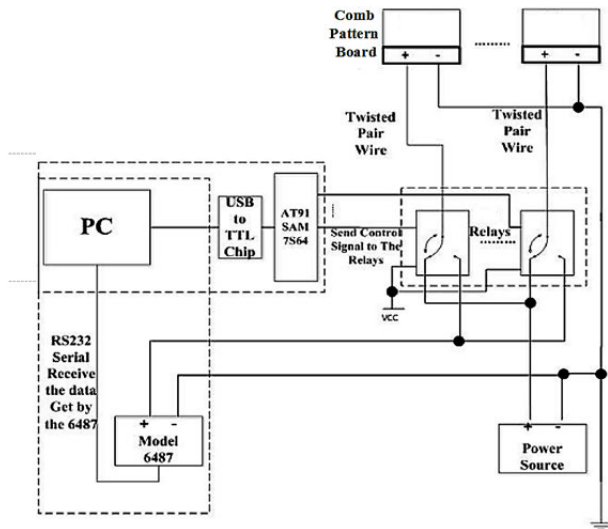 Comb
Pattern
Board
+ -
+ -
Twisted
Pair
Wire
Twisted
Pair
Wire
PC
USB
to
TTL
Chip
AT91
SAM
7S64
Send Control
Signal to The
Relays
Relays
VCC
RS232
Serial
Receive
the data
Get by
the 6487
+ -
Model
6487
+ -
Power
Source